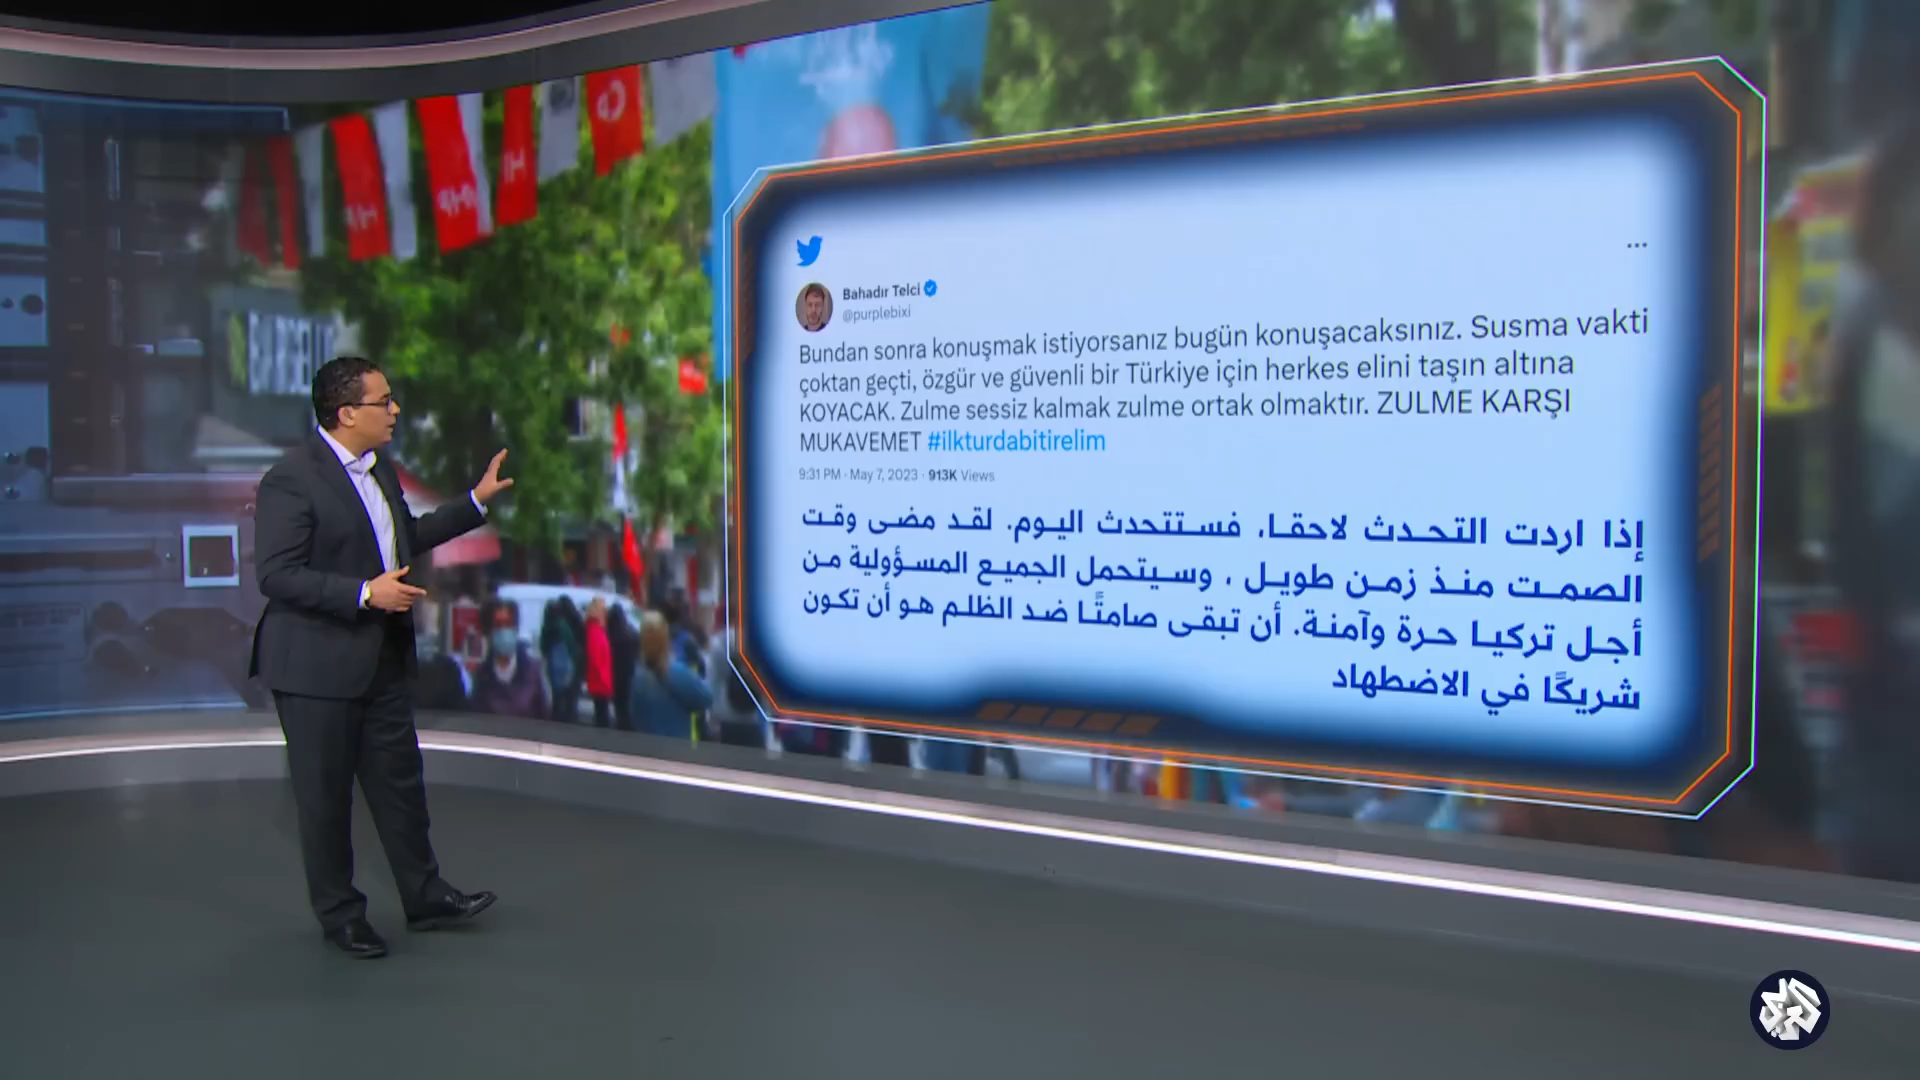 BARGELLO
Bahadır Telci
@purplebixi
Bundan sonra konuşmak istiyorsanız bugün konuşacaksınız. Susma vakti
çoktan geçti, özgür ve güvenli bir Türkiye için herkes elini taşın altına
KOYACAK. Zulme sessiz kalmak zulme ortak olmaktır. ZULME KARŞI
MUKAVEMET #ilkturdabitirelim
9:31 PM · May 7, 2023 · 913K Views
إذا اردت التحدث لاحقا، فستتحدث اليوم. لقد مضى وقت
الصمت منذ زمن طويل ، وسيتحمل الجميع المسؤولية من
أجل تركيا حرة وآمنة. أن تبقى صامتًا ضد الظلم هو أن تكون
شريكًا في الاضطهاد